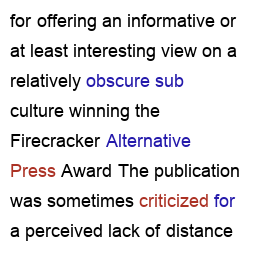 for offering an informative or
at least interesting view on a
relatively obscure sub
culture winning the
Firecracker Alternative
Press Award The publication
was sometimes criticized for
a perceived lack of distance